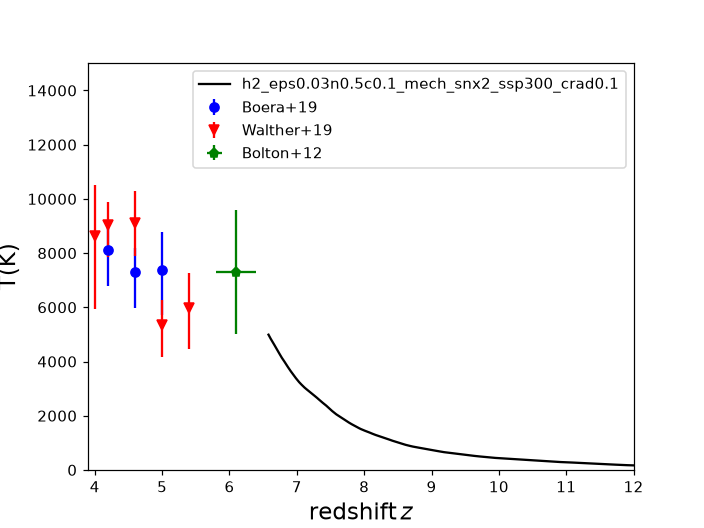 14000
12000
10000
8000
6000
4000
2000
0
T(K)
h2_eps0.03n0.5c0.1_mech_snx2_ssp300_crad0.1
Boera+19
Walther+19
Bolton+12
4 5 6 7 8 9 10 11 12
redshift z